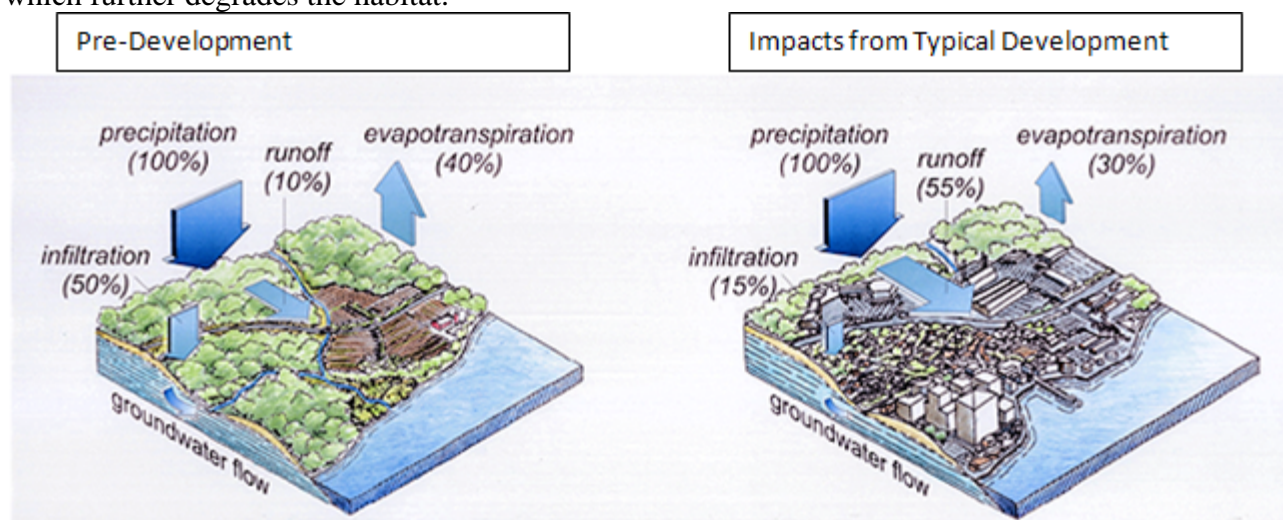 which further degrades the habitat.
Pre-Development
Impacts from Typical Development
precipitation
(100%)
runoff
(10%)
evapotranspiration
(40%)
infiltration
(50%)
groundwater flow
precipitation
(100%)
runoff
(55%)
evapotranspiration
(30%)
infiltration
(15%)
groundwater flow